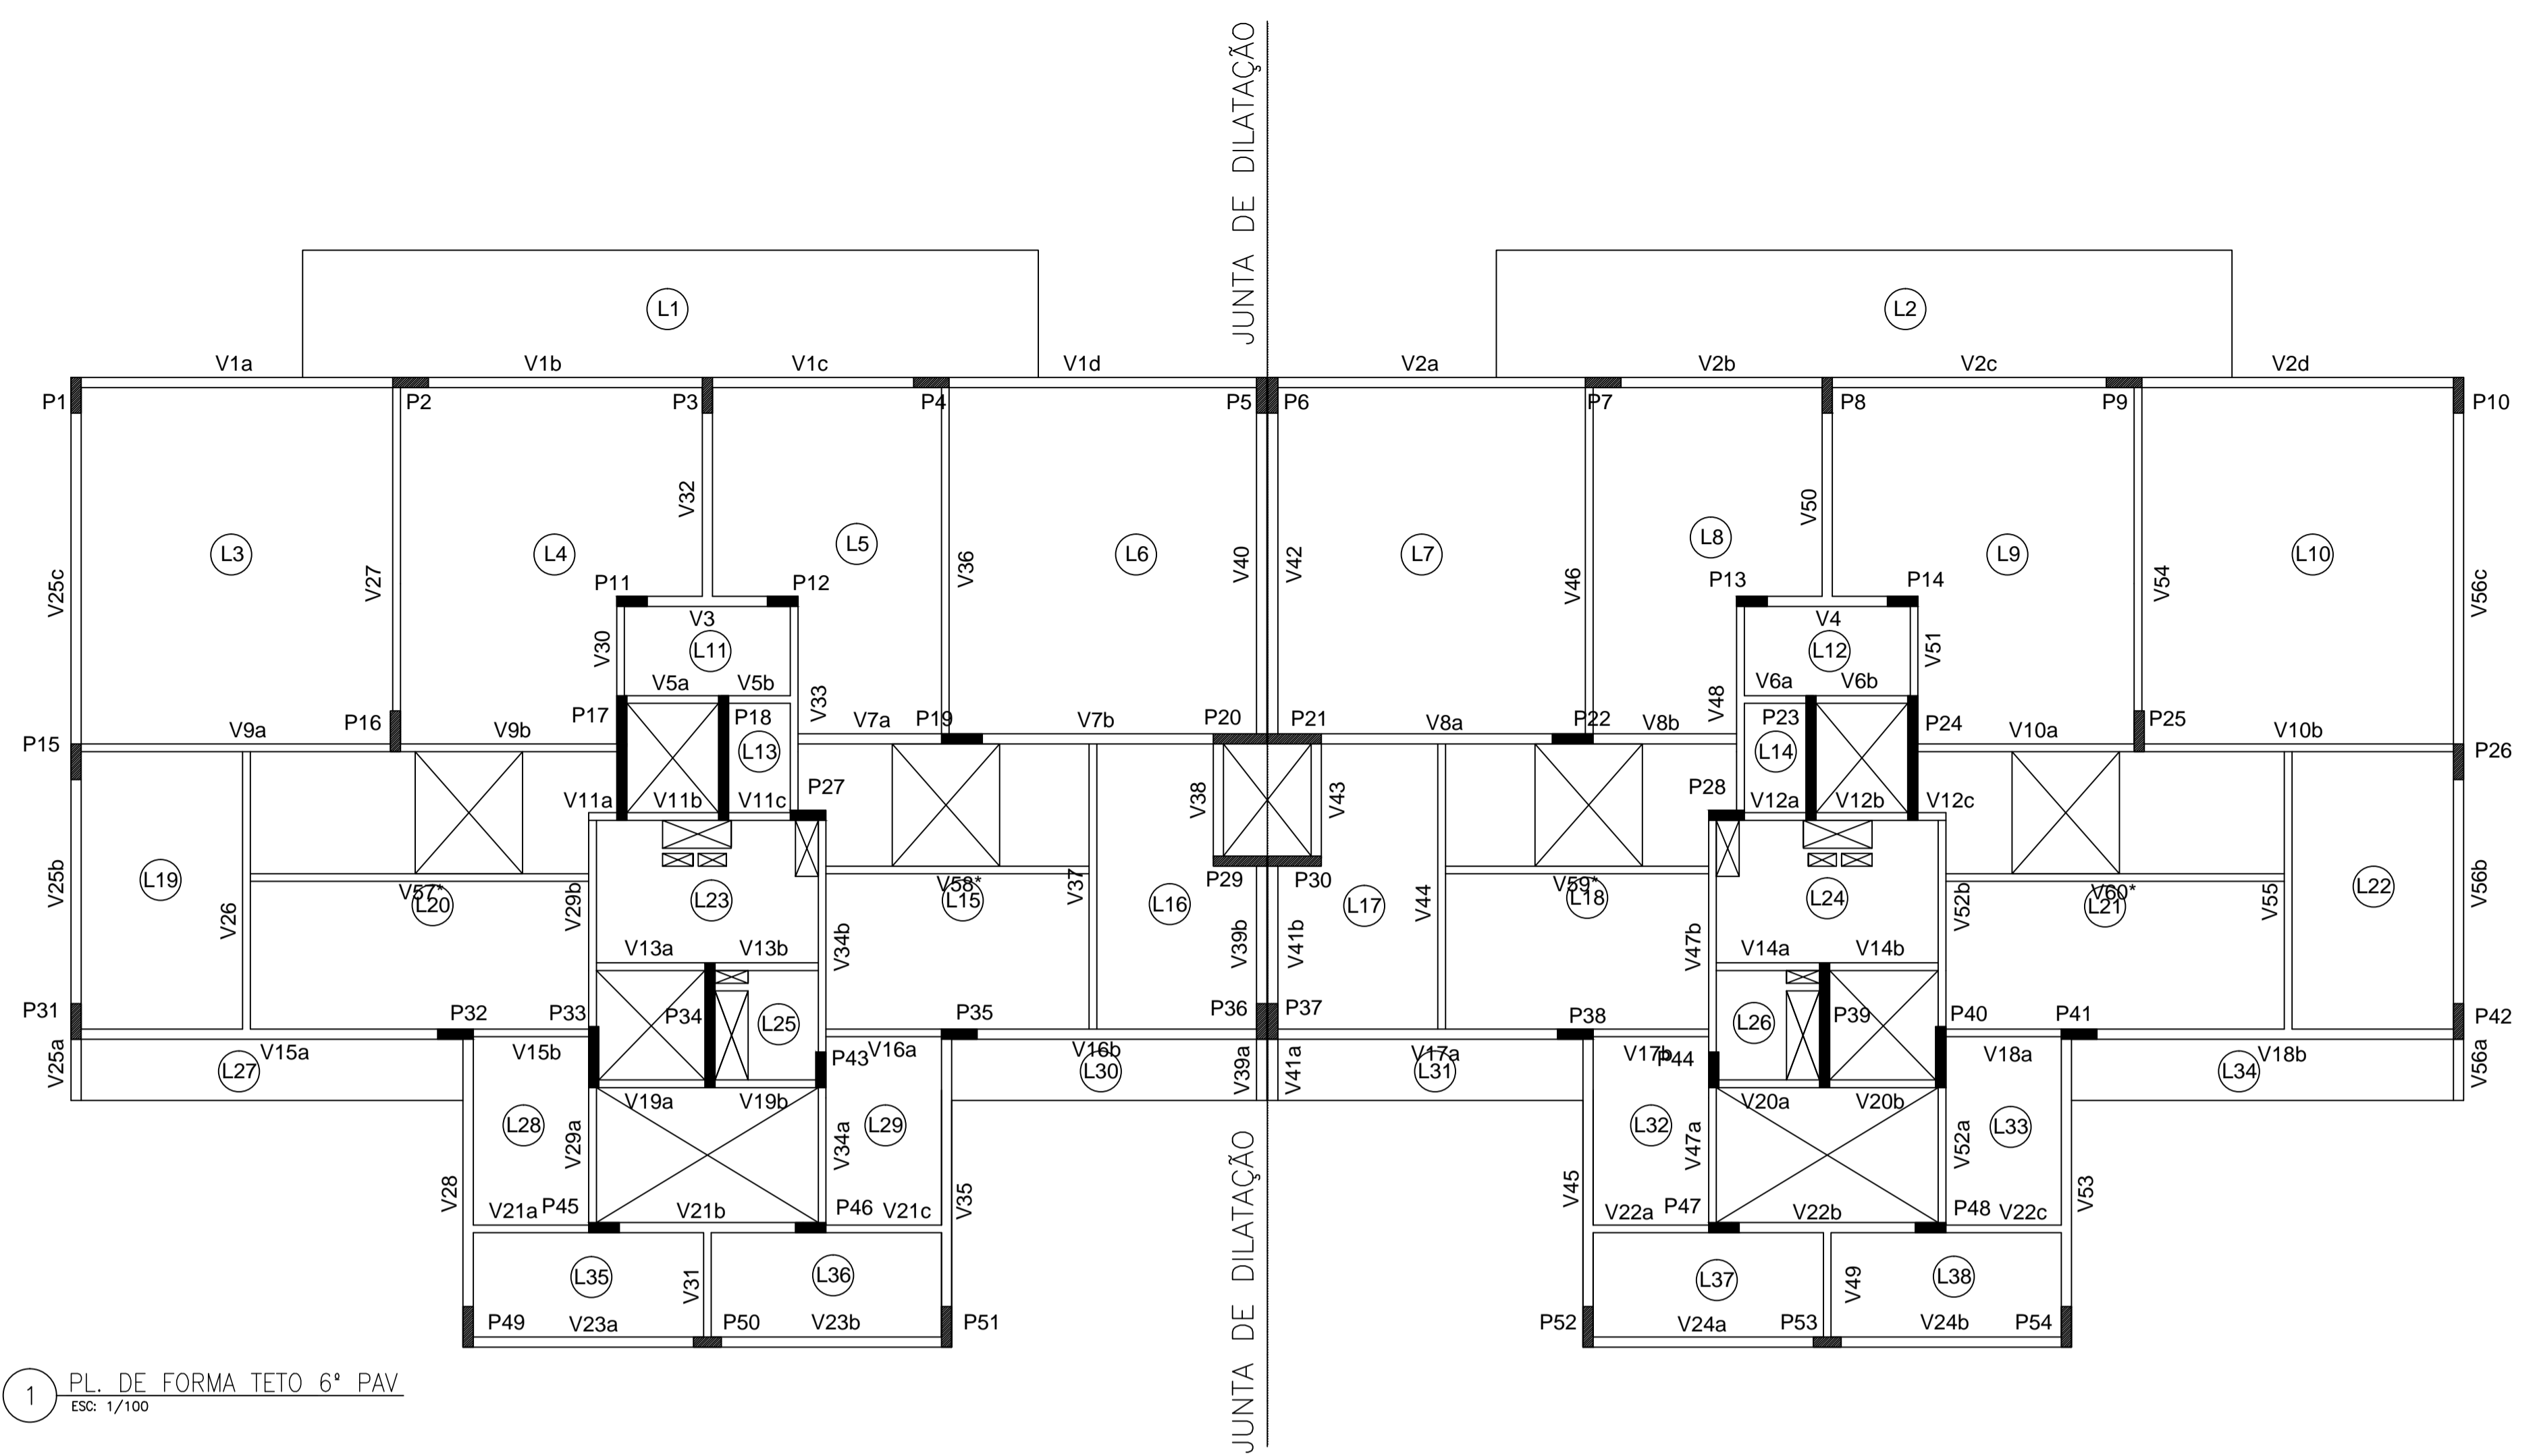 JUNTA DE DILATAÇÃO
L1 L2
V1a V1b V1c V1d V2a V2b V2c V2d
P1 P2 P3 P4 P5 P6 P7 P8 P9 P10
V32 V50
L3 L4 L5 L6 L7 L8 L9 L10
V25c V27 V36 V40 V42 V46 V54 V56c
P11 P12 P13 P14
V3 V4
V30 L11 L12 V51
V5a V5b V6a V6b
V33 V48
P15 V9a P16 V9b P17 P18 V7a P19 V7b P20 P21 V8a P22 V8b P23 P24 V10a P25 V10b P26
L13 L14
V11a V11b V11c P27 V38 V43 P28 V12a V12b V12c
V25b L19 V26 V57* L20 V29b L23 V34b V58* L15 V37 L16 P29 P30 L17 V44 V59* L18 V47b L24 V52b V60* L21 V55 L22 V56b
V39b V41b
V13a V13b V14a V14b
P31 P32 P33 P34 L25 P35 P36 P37 P38 L26 P39 P40 P41 P42
V25a L27 V15a V15b P43 V16a V16b L30 V39a V41a V17a L31 V17b P44 V18a V18b L34 V56a
V19a V19b V20a V20b
L28 V29a V34a L29 L32 V47a V52a L33
V28 V21a P45 V21b P46 V21c V35 V45 V22a P47 V22b P48 V22c V53
L35 V31 L36 L37 V49 L38
P49 V23a P50 V23b P51 P52 V24a P53 V24b P54
JUNTA DE DILATAÇÃO
1 PL. DE FORMA TETO 6º PAV
ESC: 1/100